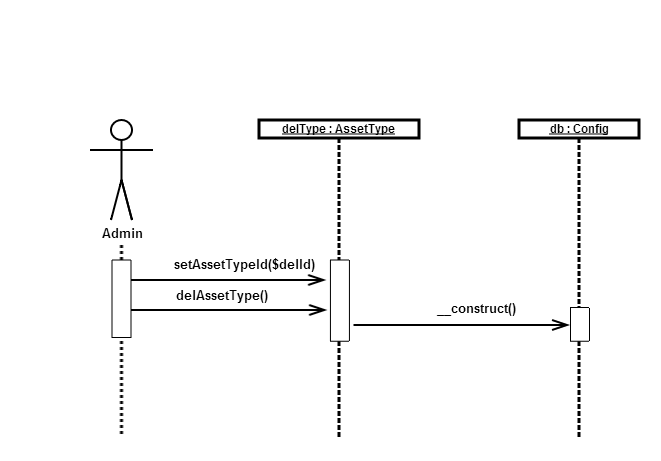 delType : AssetType
db : Config
Admin
setAssetTypeId($delId)
delAssetType()
__construct()